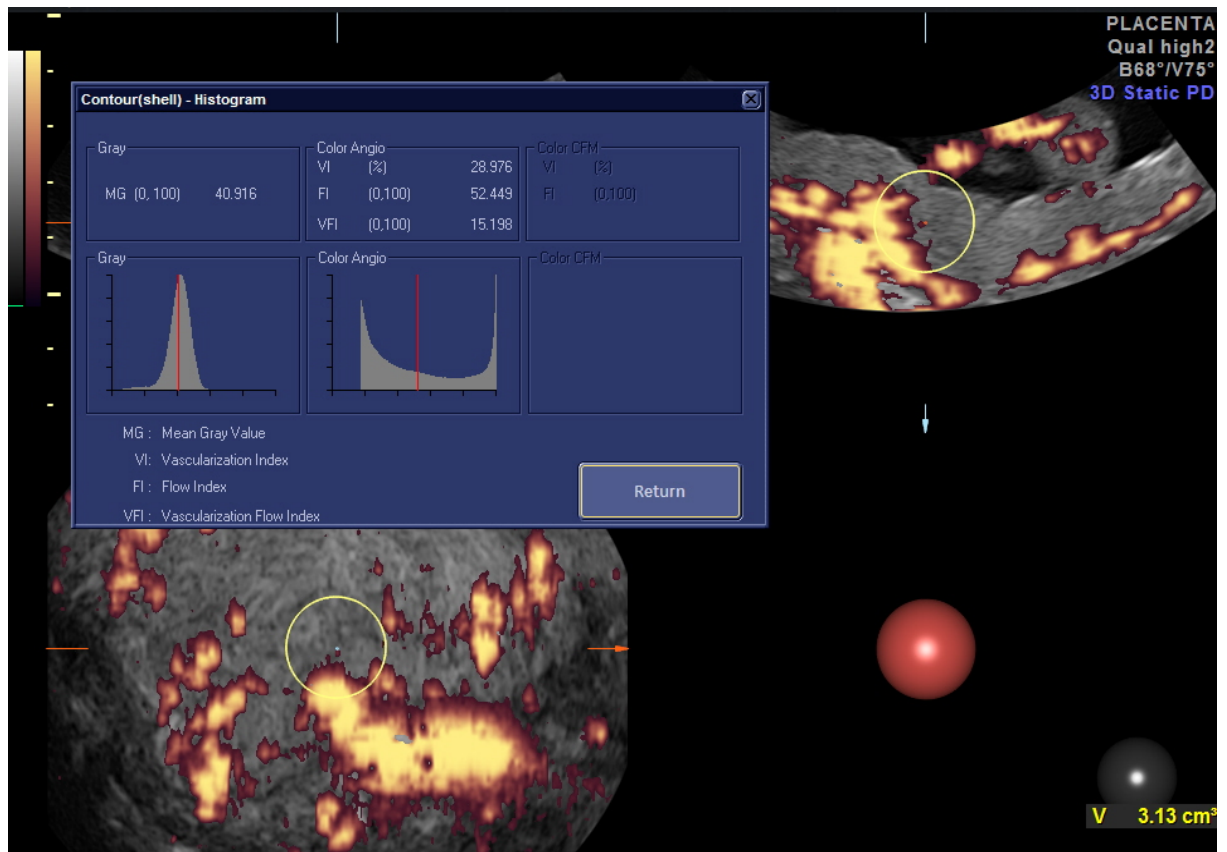 PLACENTA
Qual high2
B68°/V75°
3D Static PD
Contour(shell) - Histogram
Gray
MG (0, 100) 40.916
Color Angio
VI (%) 28.976
FI (0,100) 52.449
VFI (0,100) 15.198
Color CFM
VI (%)
FI (0,100)
Gray
Color Angio
Color CFM
MG : Mean Gray Value
VI: Vascularization Index
FI : Flow Index
VFI : Vascularization Flow Index
Return
V 3.13 cm³